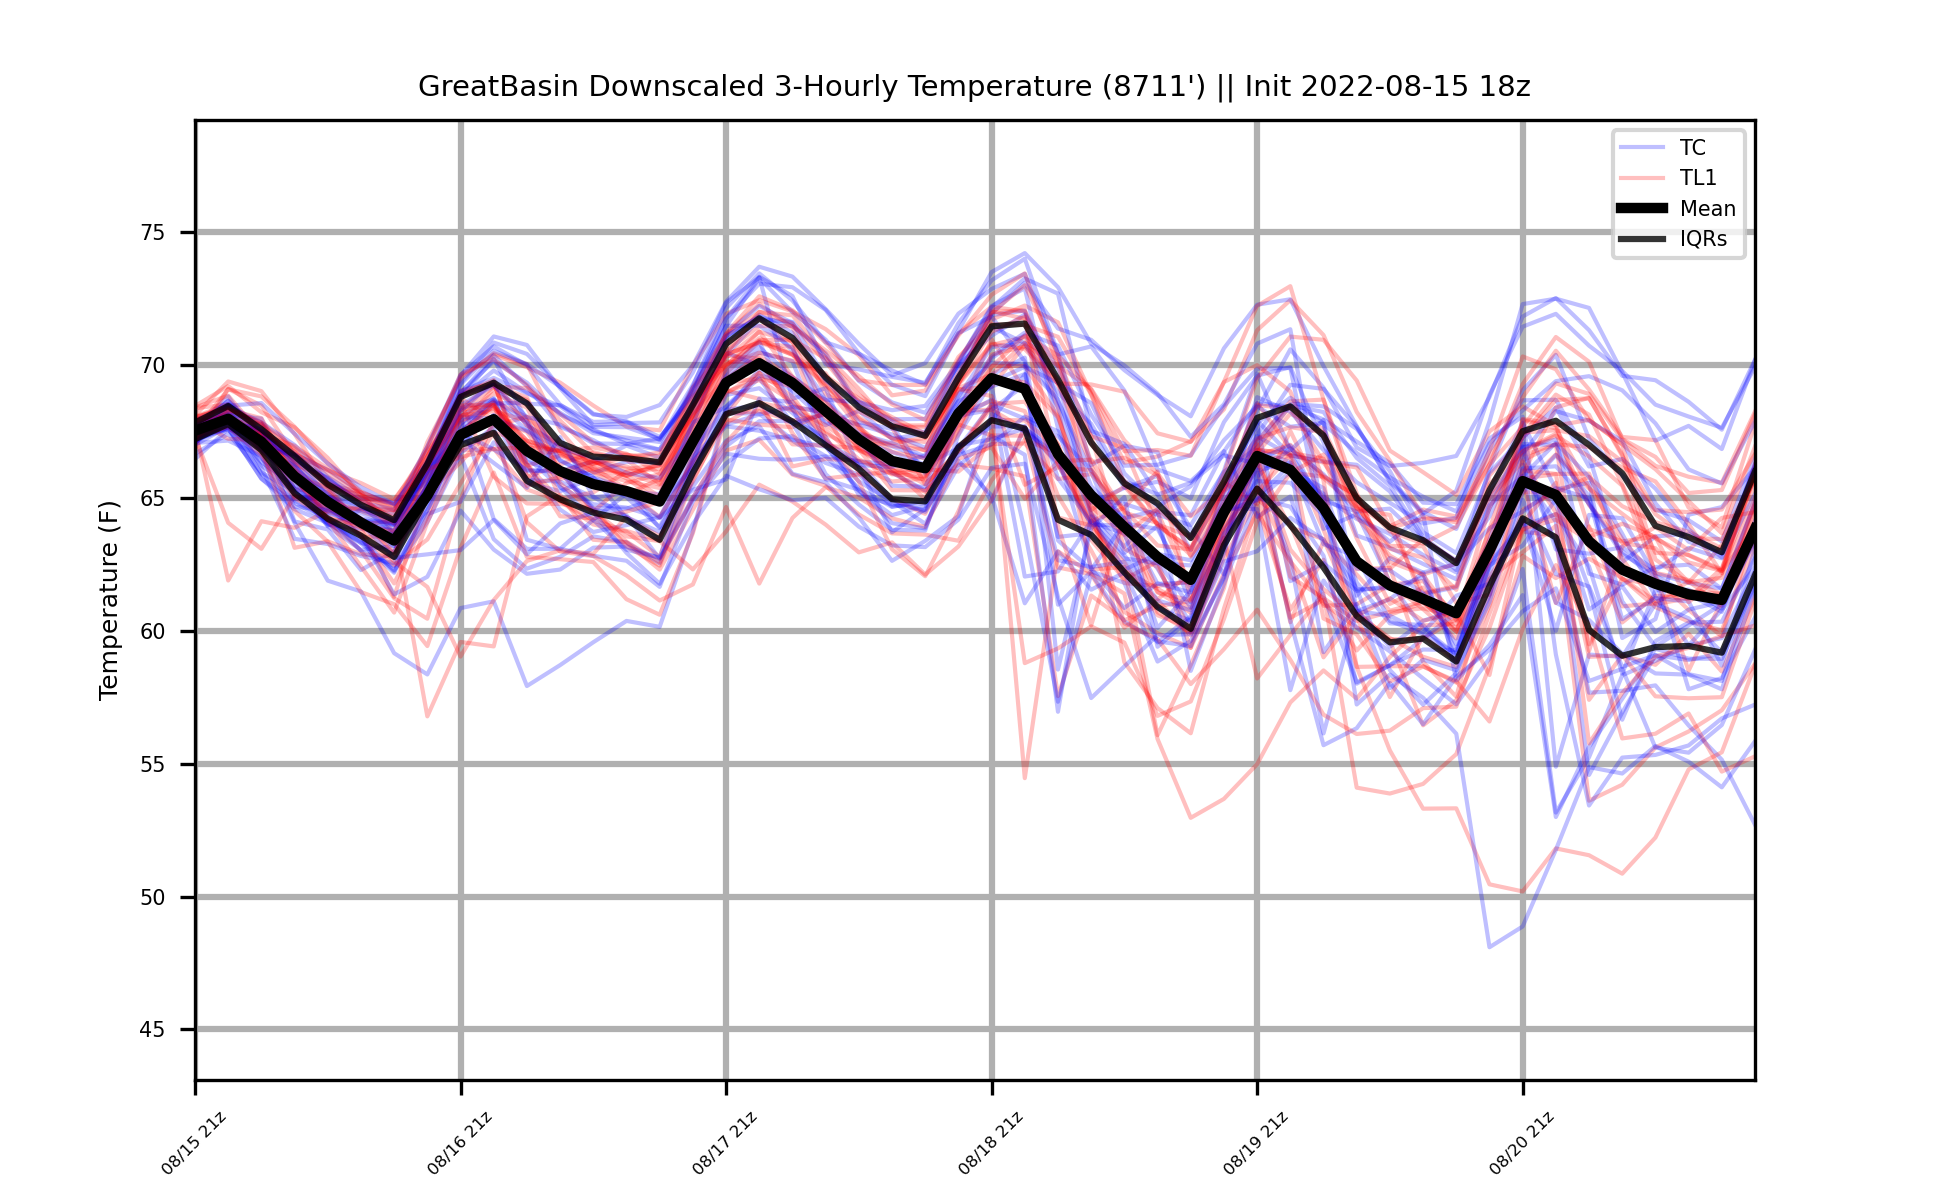 GreatBasin Downscaled 3-Hourly Temperature (8711') || Init 2022-08-15 18z
TC
TL1
Mean
IQRs
Temperature (F)
75
70
65
60
55
50
45
08/15 21z
08/16 21z
08/17 21z
08/18 21z
08/19 21z
08/20 21z